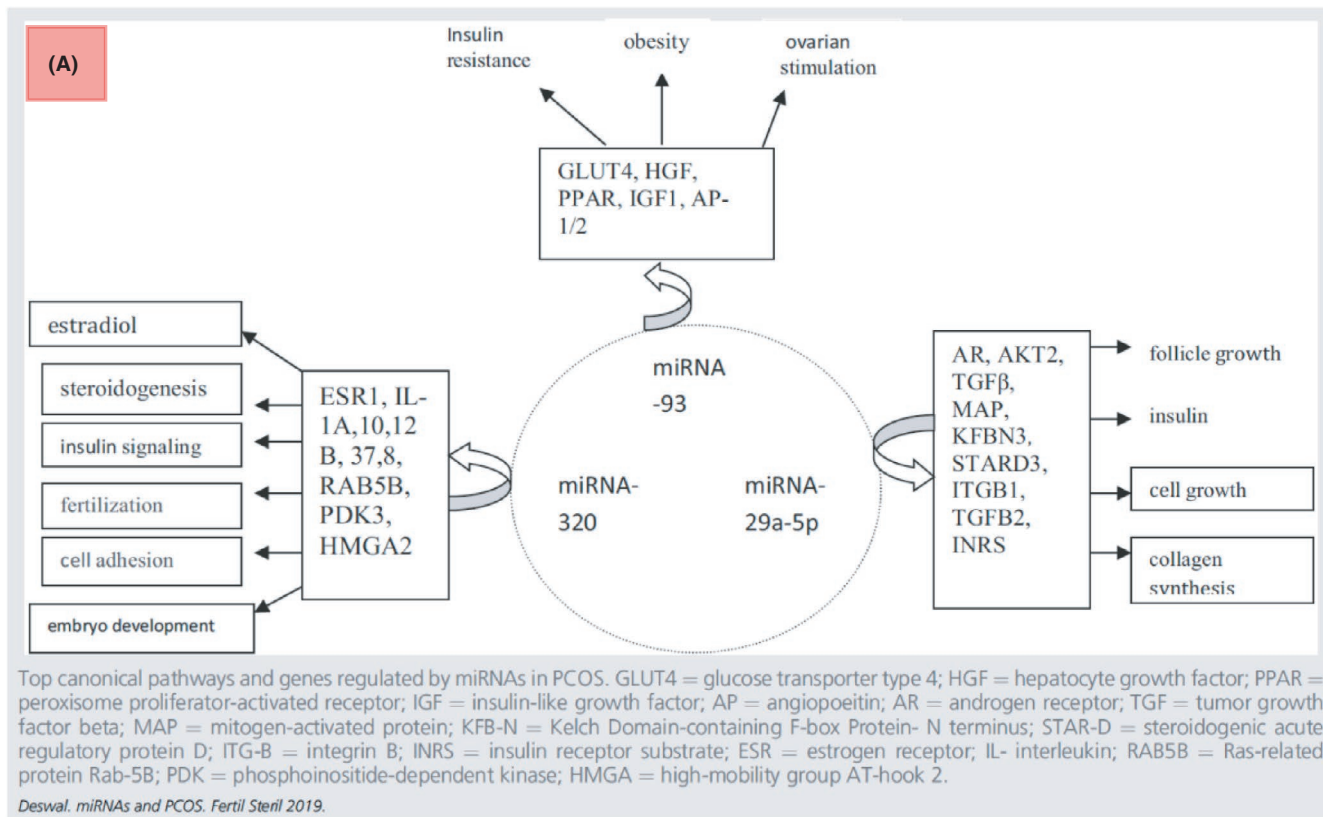 (A)
Insulin
resistance
obesity
ovarian
stimulation
GLUT4, HGF,
PPAR, IGF1, AP-
1/2
estradiol
steroidogenesis
insulin signaling
fertilization
cell adhesion
embryo development
ESR1, IL-
1A,10,12
B, 37,8,
RAB5B,
PDK3,
HMGA2
miRNA
-93
miRNA-
320
miRNA-
29a-5p
AR, AKT2,
TGFβ,
MAP,
KFBN3,
STARD3,
ITGB1,
TGFB2,
INRS
follicle growth
insulin
cell growth
collagen
synthesis
Top canonical pathways and genes regulated by miRNAs in PCOS. GLUT4 = glucose transporter type 4; HGF = hepatocyte growth factor; PPAR =
peroxisome proliferator-activated receptor; IGF = insulin-like growth factor; AP = angiopoeitin; AR = androgen receptor; TGF = tumor growth
factor beta; MAP = mitogen-activated protein; KFB-N = Kelch Domain-containing F-box Protein- N terminus; STAR-D = steroidogenic acute
regulatory protein D; ITG-B = integrin B; INRS = insulin receptor substrate; ESR = estrogen receptor; IL- interleukin; RAB5B = Ras-related
protein Rab-5B; PDK = phosphoinositide-dependent kinase; HMGA = high-mobility group AT-hook 2.
Deswal. miRNAs and PCOS. Fertil Steril 2019.